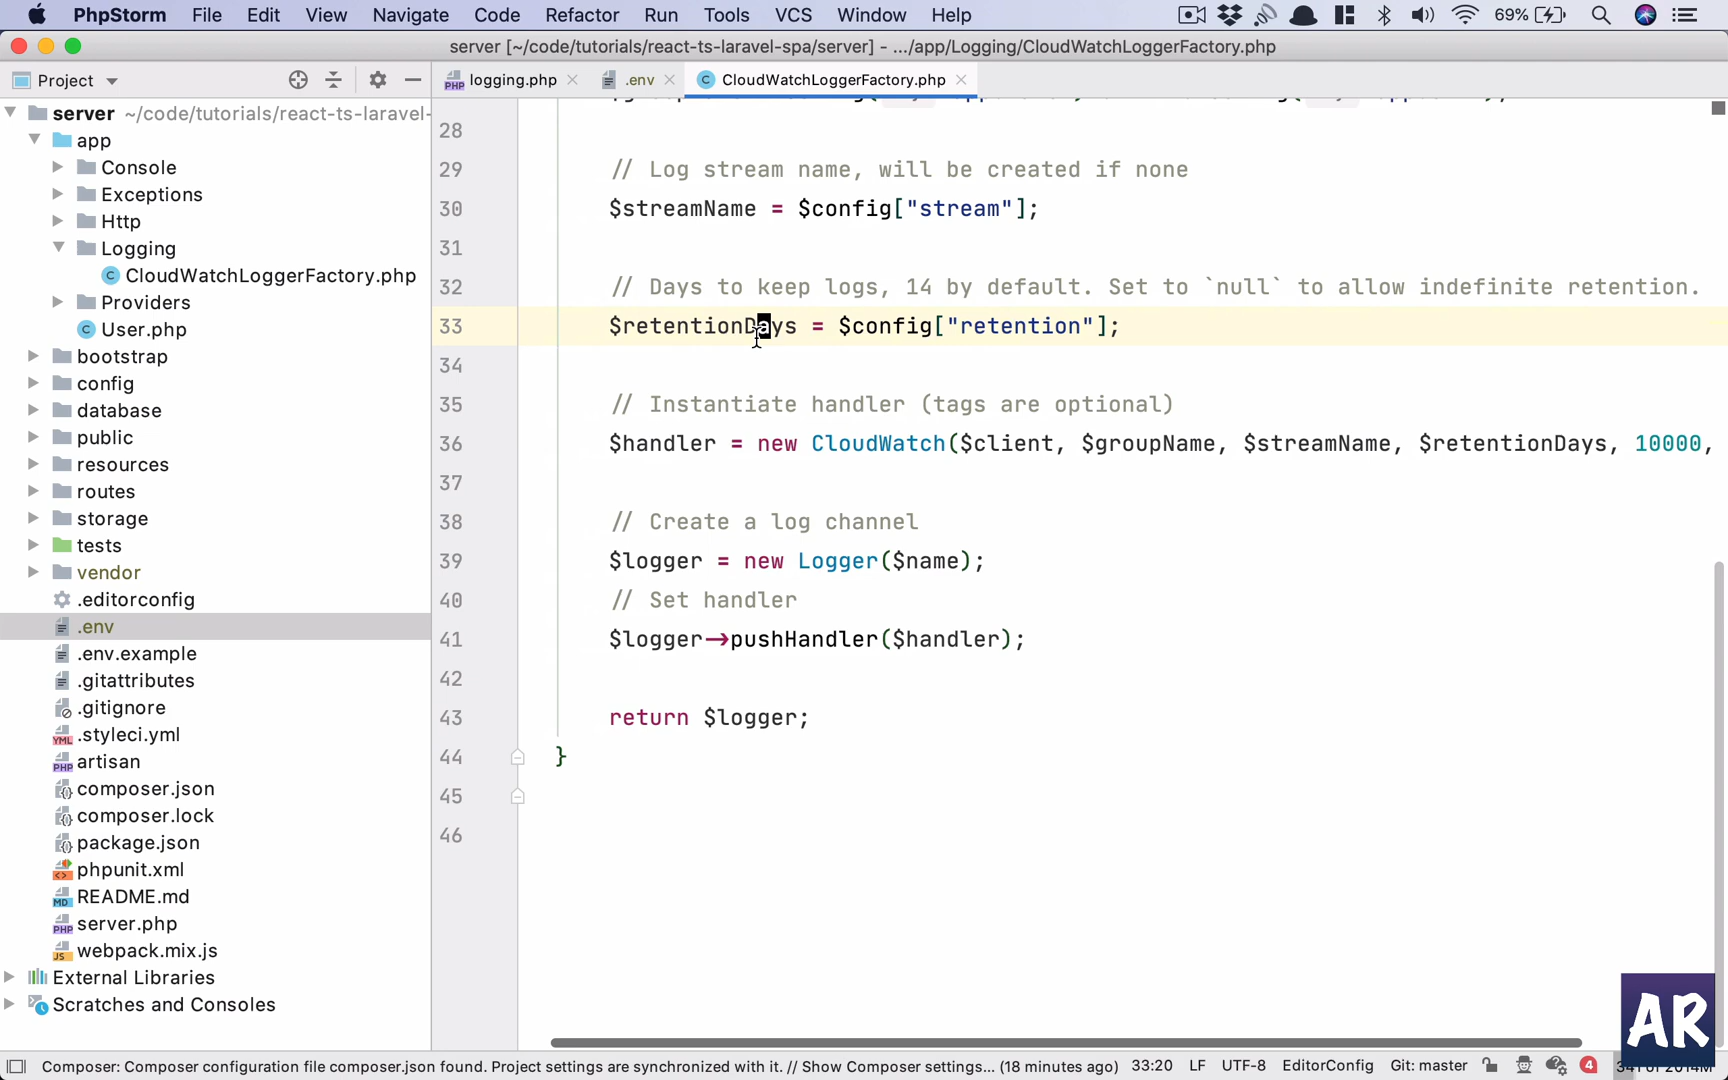 PhpStorm File Edit View Navigate Code Refactor Run Tools VCS Window Help 69%
server [~/code/tutorials/react-ts-laravel-spa/server] - .../app/Logging/CloudWatchLoggerFactory.php
Project
logging.php
.env
CloudWatchLoggerFactory.php
server ~/code/tutorials/react-ts-laravel-
app
Console
Exceptions
Http
Logging
CloudWatchLoggerFactory.php
Providers
User.php
bootstrap
config
database
public
resources
routes
storage
tests
vendor
.editorconfig
.env
.env.example
.gitattributes
.gitignore
.styleci.yml
artisan
composer.json
composer.lock
package.json
phpunit.xml
README.md
server.php
webpack.mix.js
External Libraries
Scratches and Consoles
28
29 // Log stream name, will be created if none
30 $streamName = $config["stream"];
31
32 // Days to keep logs, 14 by default. Set to `null` to allow indefinite retention.
33 $retentionDays = $config["retention"];
34
35 // Instantiate handler (tags are optional)
36 $handler = new CloudWatch($client, $groupName, $streamName, $retentionDays, 10000,
37
38 // Create a log channel
39 $logger = new Logger($name);
40 // Set handler
41 $logger->pushHandler($handler);
42
43 return $logger;
44 }
45
46
AR
Composer: Composer configuration file composer.json found. Project settings are synchronized with it. // Show Composer settings... (18 minutes ago) 33:20 LF UTF-8 EditorConfig Git: master 4